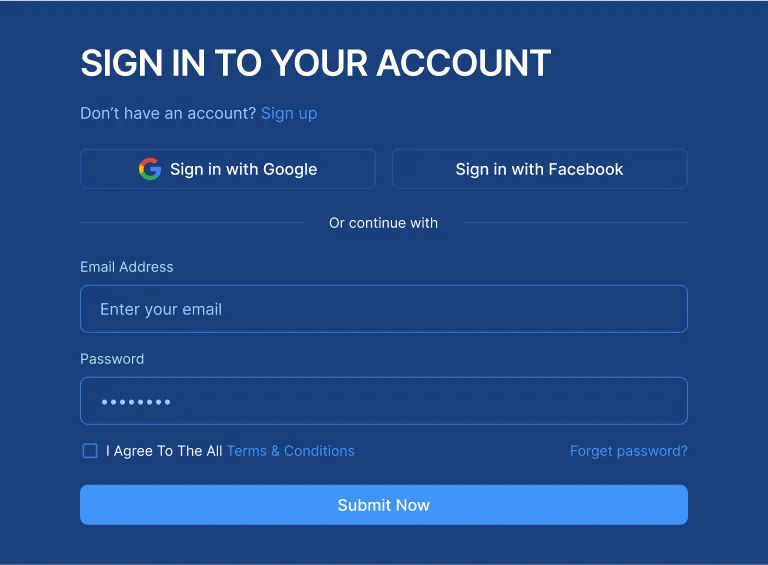 SIGN IN TO YOUR ACCOUNT
Don’t have an account? Sign up
Sign in with Google
Sign in with Facebook
Or continue with
Email Address
Enter your email
Password
••••••••
I Agree To The All Terms & Conditions
Forget password?
Submit Now